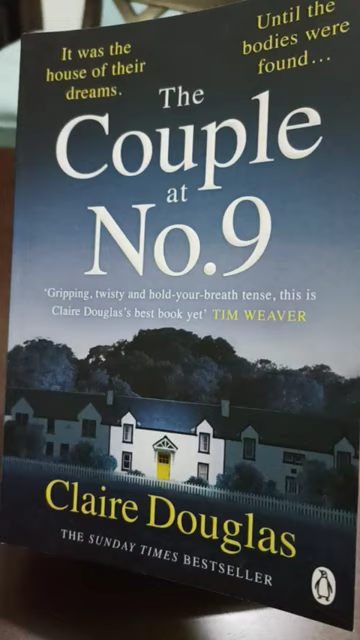 It was the
house of their
dreams.
Until the
bodies were
found...
The
Couple
at
No.9
'Gripping, twisty and hold-your-breath tense, this is
Claire Douglas's best book yet' TIM WEAVER
Claire Douglas
THE SUNDAY TIMES BESTSELLER